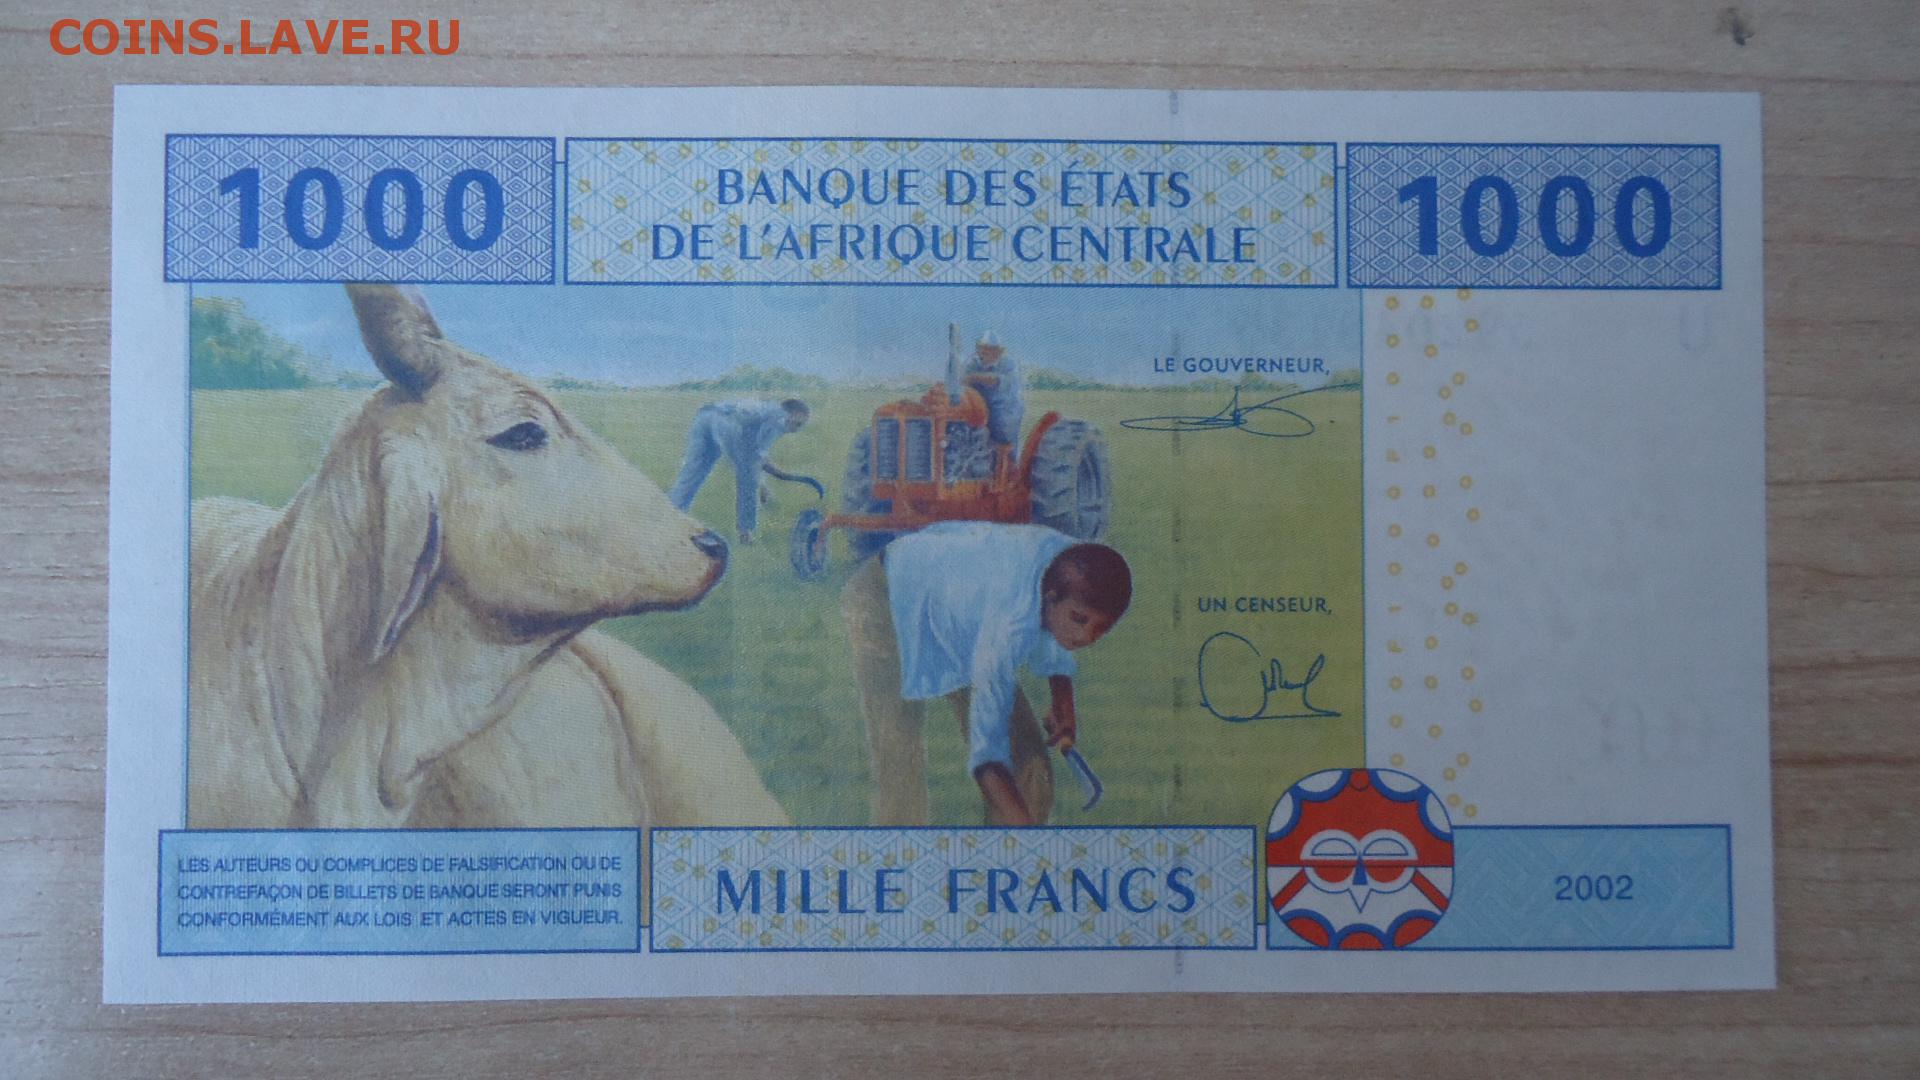 COINS.LAVE.RU
1000
BANQUE DES ÉTATS
DE L'AFRIQUE CENTRALE
1000
LE GOUVERNEUR,
UN CENSEUR,
LES AUTEURS OU COMPLICES DE FALSIFICATION OU DE
CONTREFAÇON DE BILLETS DE BANQUE SERONT PUNIS
CONFORMÉMENT AUX LOIS ET ACTES EN VIGUEUR.
MILLE FRANCS
2002